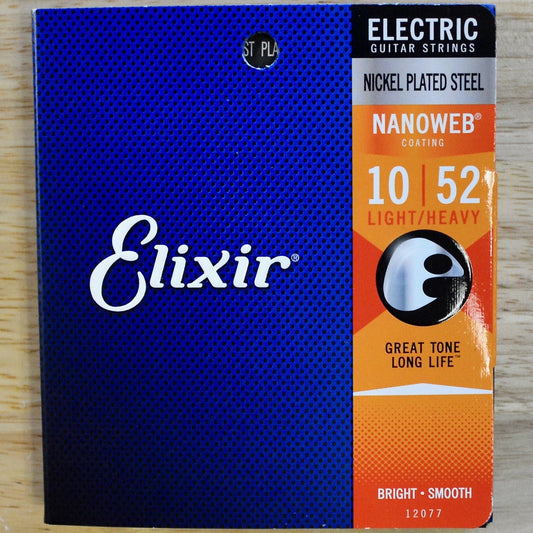 ST PLA
ELECTRIC
GUITAR STRINGS
NICKEL PLATED STEEL
NANOWEB®
COATING
10 | 52
LIGHT/HEAVY
Elixir®
GREAT TONE
LONG LIFE™
BRIGHT • SMOOTH
12077